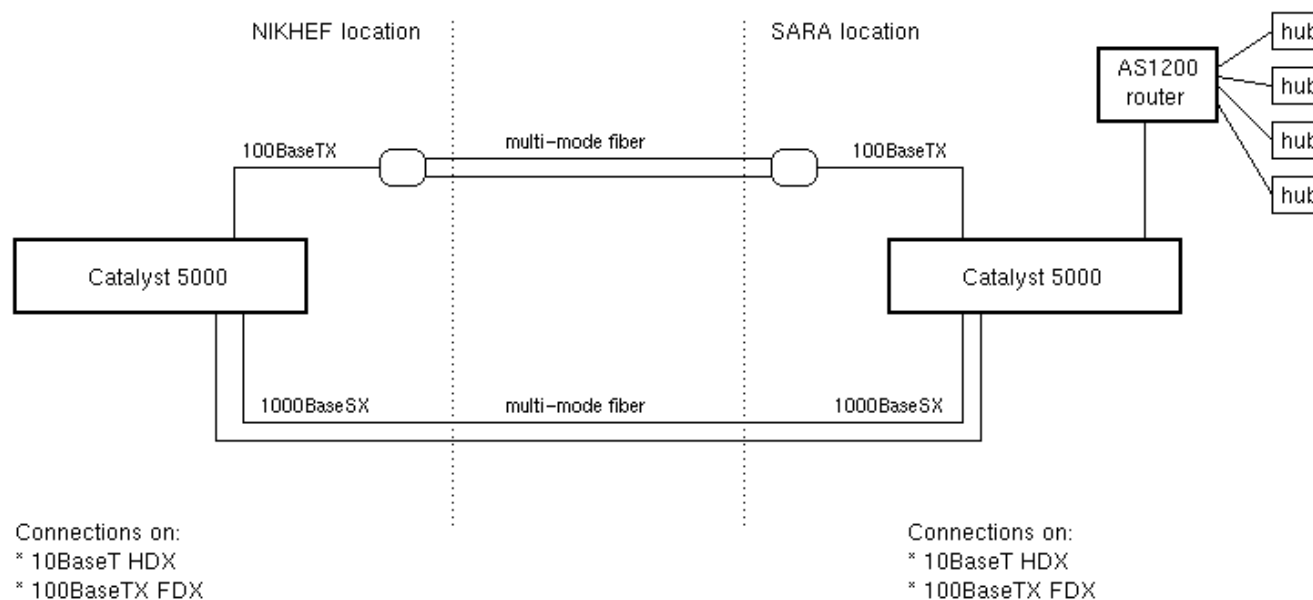 NIKHEF location
SARA location
hub
AS1200
router
hub
hub
hub
100BaseTX
multi-mode fiber
100BaseTX
Catalyst 5000
Catalyst 5000
1000BaseSX
multi-mode fiber
1000BaseSX
Connections on:
* 10BaseT HDX
* 100BaseTX FDX
Connections on:
* 10BaseT HDX
* 100BaseTX FDX